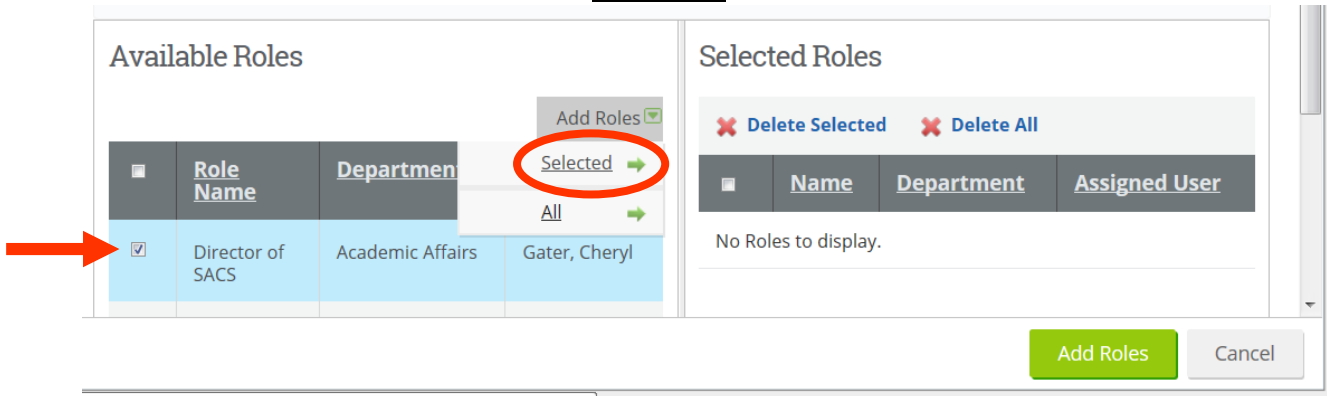 Available Roles
Add Roles
Selected
All
Role Name
Departmen
Director of SACS
Academic Affairs
Gater, Cheryl
Selected Roles
Delete Selected
Delete All
Name
Department
Assigned User
No Roles to display.
Add Roles
Cancel